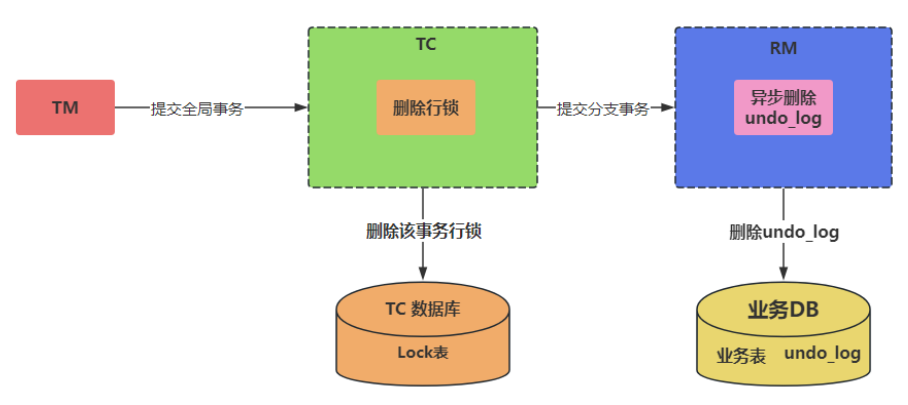 TM
提交全局事务
TC
删除行锁
提交分支事务
RM
异步删除
undo_log
删除该事务行锁
删除undo_log
TC 数据库
Lock表
业务DB
业务表 undo_log